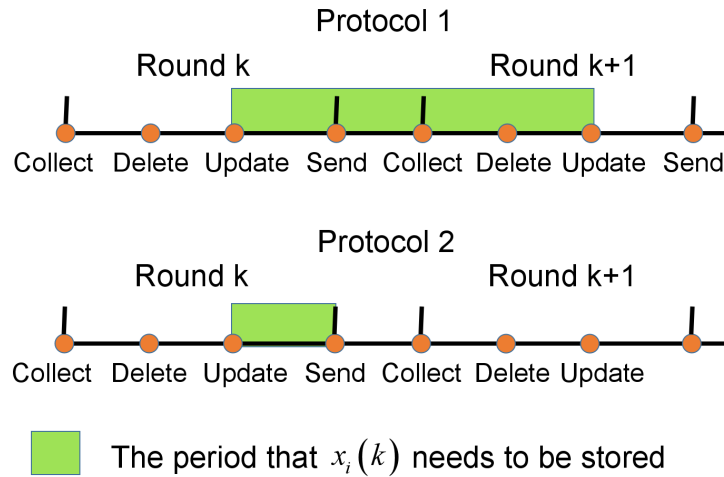 Protocol 1
Round k Round k+1
Collect Delete Update Send Collect Delete Update Send
Protocol 2
Round k Round k+1
Collect Delete Update Send Collect Delete Update
The period that x_i(k) needs to be stored